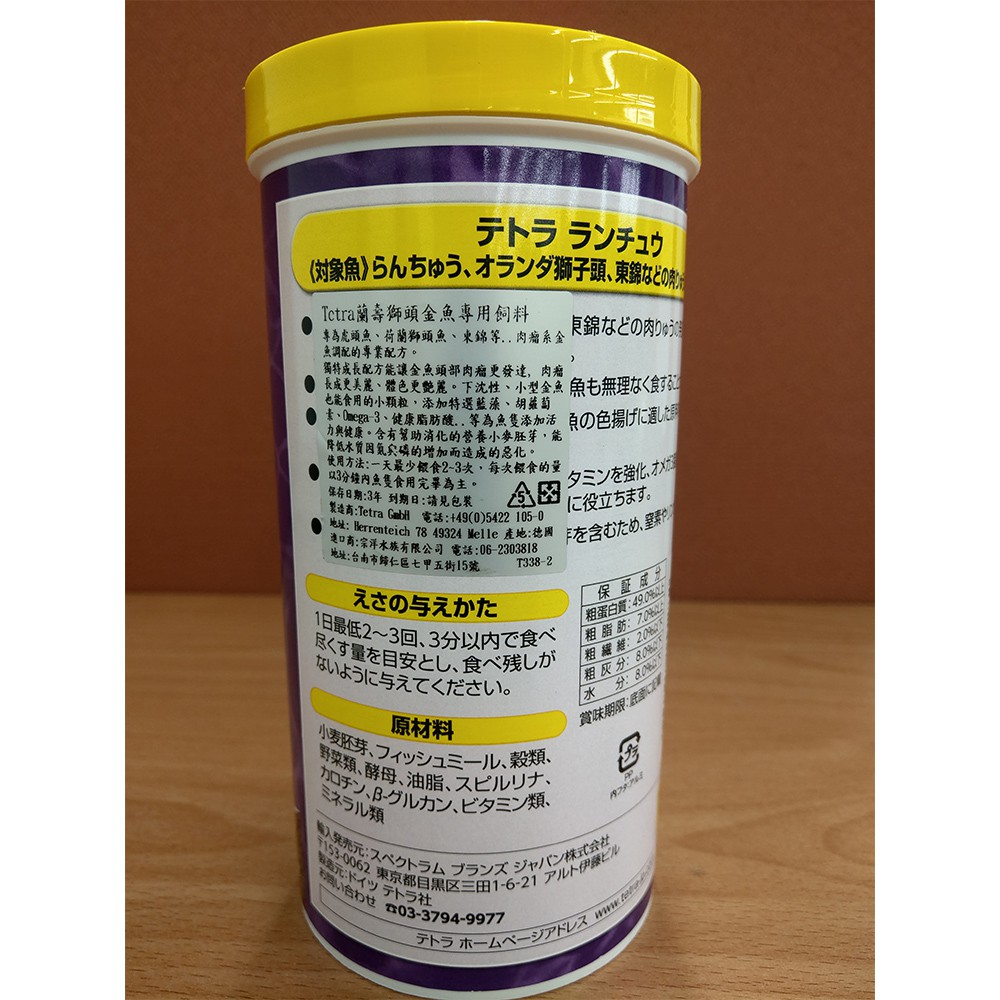 テトラ ランチュウ
《対象魚》らんちゅう、オランダ獅子頭、東錦などの肉
Tetra蘭壽獅頭金魚專用飼料
專為虎頭魚、荷蘭獅頭魚、東錦等..肉瘤系金
魚調配的專業配方。
獨特成長配方能讓金魚頭部肉瘤更發達,肉瘤
長成更美麗、體色更艷麗。下沈性、小型金魚
也能食用的小顆粒,添加特選藍藻、胡蘿蔔
素、Omega-3、健康脂肪酸..等為魚隻添加活
力與健康。含有幫助消化的營養小麥胚芽,能
降低水質因氮與磷的增加而造成的惡化。
使用方法:一天最少餵食2~3次,每次餵食的量
以3分鐘內魚隻食用完畢為主。
保存日期:3年 到期日:請見包裝
製造商:Tetra GmbH 電話:+49(0)5422 105-0
地址: Herrenteich 78 49324 Melle 產地:德國
進口商:宗洋水族有限公司 電話:06-2303818
地址:台南市歸仁區七甲五街15號 T338-2
5
東錦などの肉りゅうの
。
魚も無理なく食するこ
魚の色揚げに適した原
タミンを強化、オメガ
に役立ちます。
を含むため、窒素や
えさの与えかた
1日最低2～3回、3分以内で食べ
尽くす量を目安とし、食べ残しが
ないように与えてください。
原材料
小麦胚芽、フィッシュミール、穀類、
野菜類、酵母、油脂、スピルリナ、
カロチン、β-グルカン、ビタミン類、
ミネラル類
保証成分
粗蛋白質:49.0%以上
粗脂肪:7.0%以上
粗繊維:2.0%以下
粗灰分:8.0%以下
水分:8.0%以下
賞味期限:底面に記載
プラ
PP
内フタ:アルミ
輸入発売元:スペクトラム ブランズ ジャパン株式会社
〒153-0062 東京都目黒区三田1-6-21 アルト伊藤ビル
製造元:ドイツ テトラ社
お問い合わせ ☎03-3794-9977
テトラ ホームページアドレス www.tetra